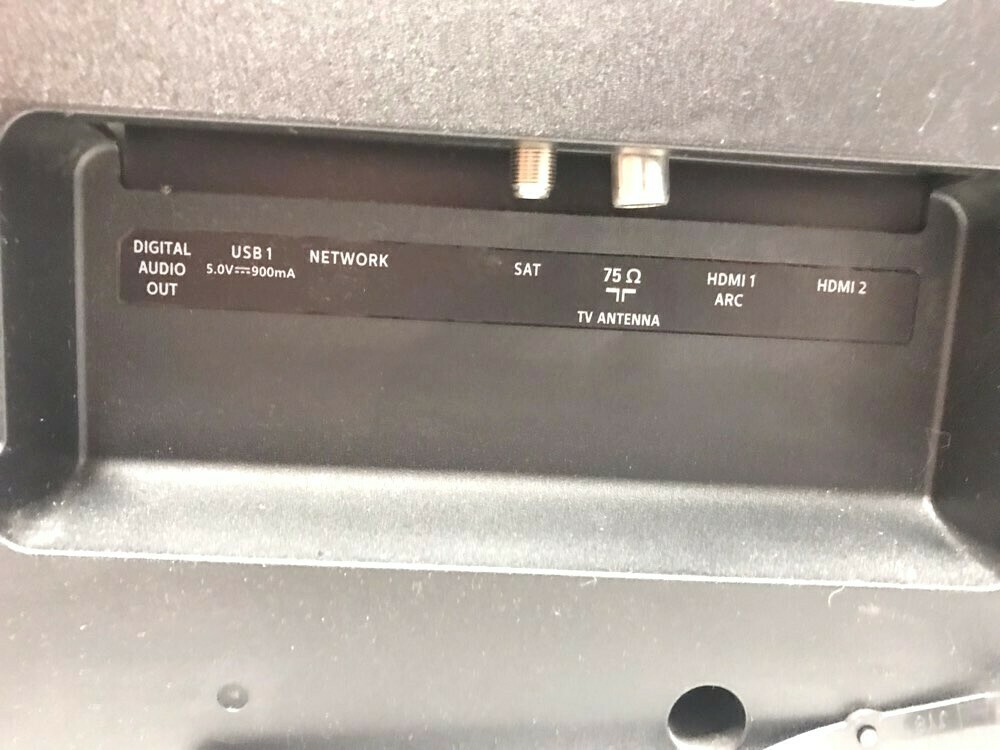 DIGITAL
AUDIO
OUT
USB 1
5.0V⎓900mA
NETWORK
SAT
75 Ω
TV ANTENNA
HDMI 1
ARC
HDMI 2